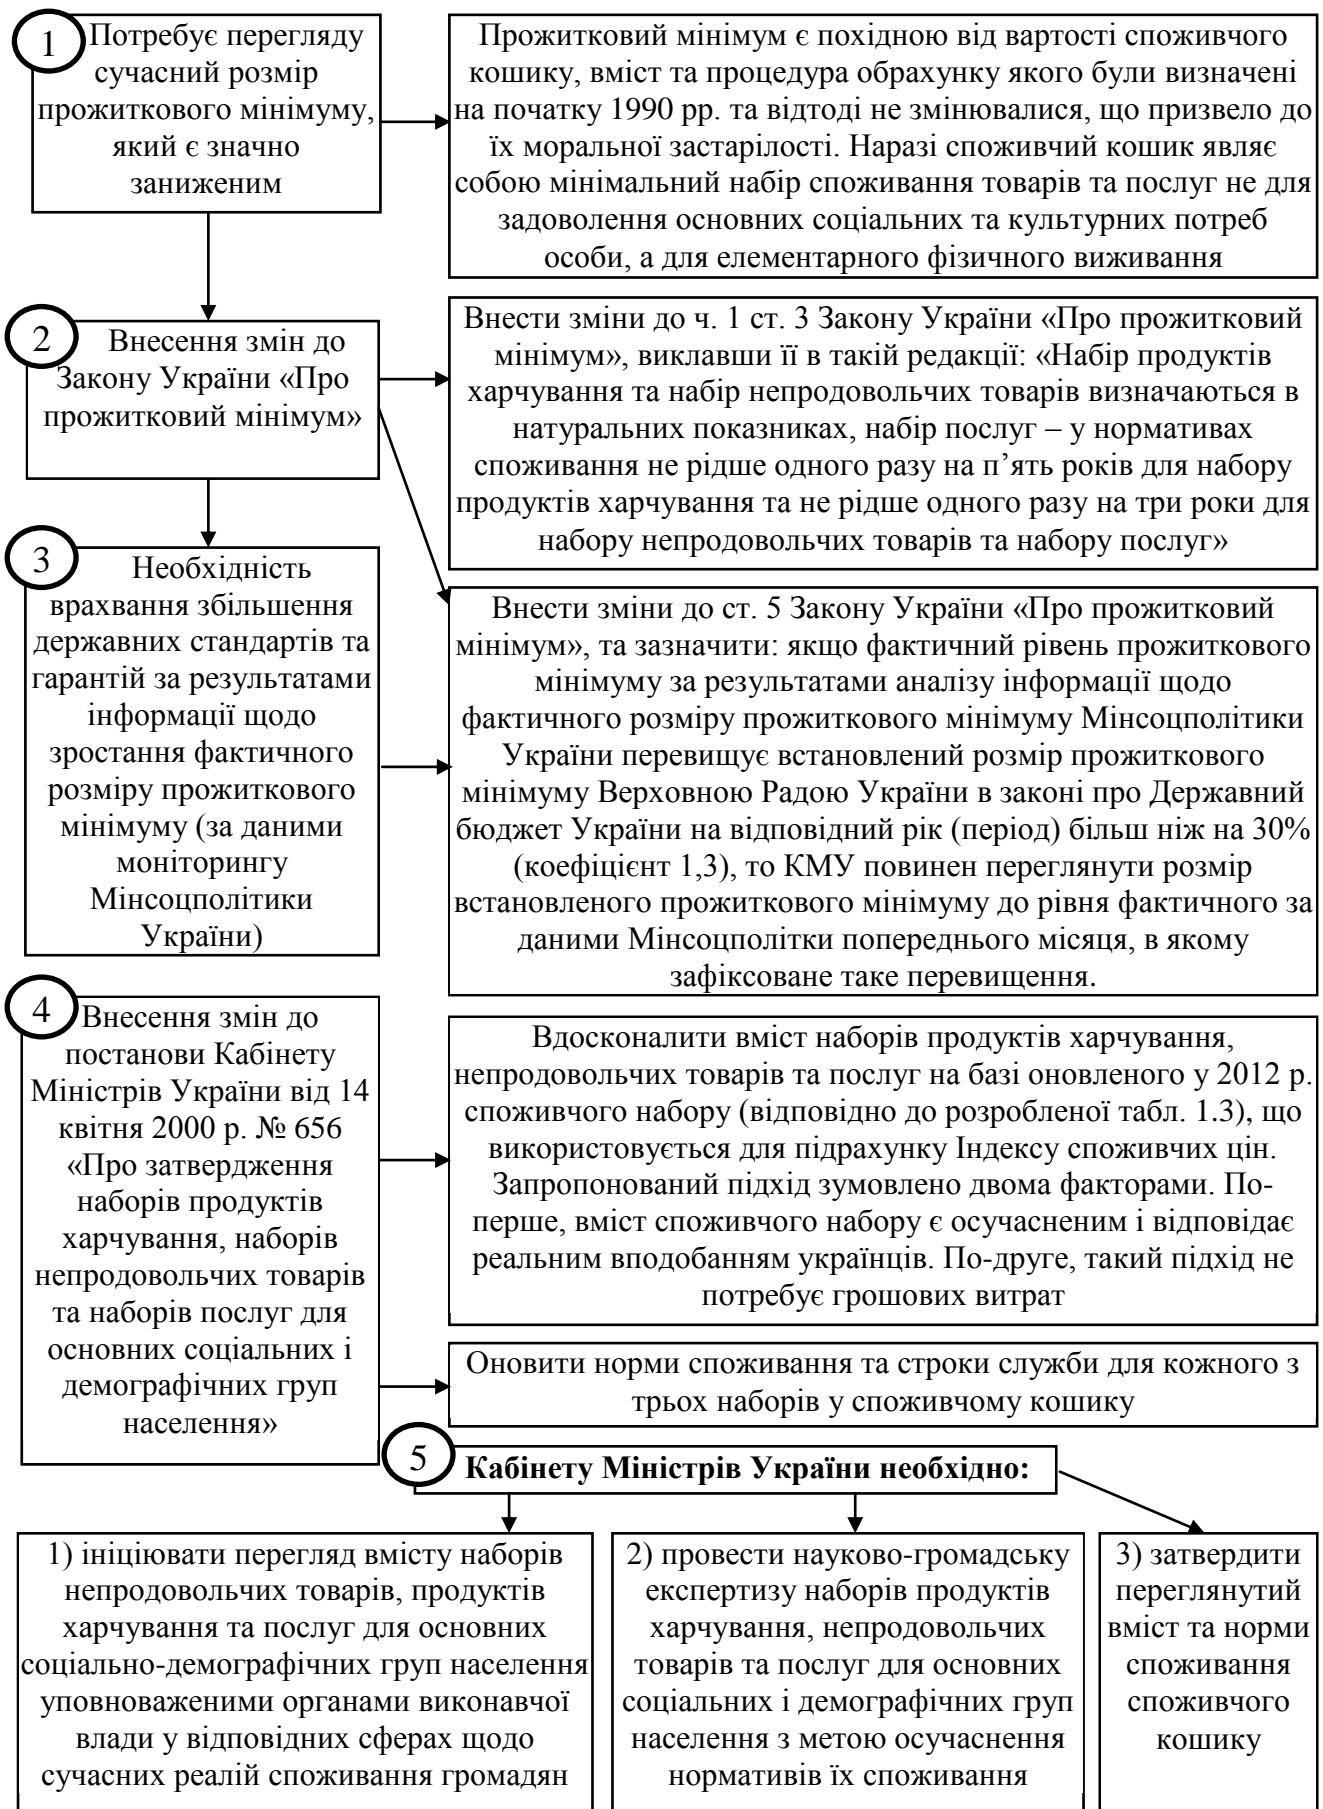 1
Потребує перегляду
сучасний розмір
прожиткового мінімуму,
який є значно
заниженим
Прожитковий мінімум є похідною від вартості споживчого
кошику, вміст та процедура обрахунку якого були визначені
на початку 1990 рр. та відтоді не змінювалися, що призвело до
їх моральної застарілості. Наразі споживчий кошик являє
собою мінімальний набір споживання товарів та послуг не для
задоволення основних соціальних та культурних потреб
особи, а для елементарного фізичного виживання
2
Внесення змін до
Закону України «Про
прожитковий мінімум»
Внести зміни до ч. 1 ст. 3 Закону України «Про прожитковий
мінімум», виклавши її в такій редакції: «Набір продуктів
харчування та набір непродовольчих товарів визначаються в
натуральних показниках, набір послуг – у нормативах
споживання не рідше одного разу на п’ять років для набору
продуктів харчування та не рідше одного разу на три роки для
набору непродовольчих товарів та набору послуг»
3
Необхідність
врахвання збільшення
державних стандартів та
гарантій за результатами
інформації щодо
зростання фактичного
розміру прожиткового
мінімуму (за даними
моніторингу
Мінсоцполітики
України)
Внести зміни до ст. 5 Закону України «Про прожитковий
мінімум», та зазначити: якщо фактичний рівень прожиткового
мінімуму за результатами аналізу інформації щодо
фактичного розміру прожиткового мінімуму Мінсоцполітики
України перевищує встановлений розмір прожиткового
мінімуму Верховною Радою України в законі про Державний
бюджет України на відповідний рік (період) більш ніж на 30%
(коефіцієнт 1,3), то КМУ повинен переглянути розмір
встановленого прожиткового мінімуму до рівня фактичного за
даними Мінсоцполітки попереднього місяця, в якому
зафіксоване таке перевищення.
4
Внесення змін до
постанови Кабінету
Міністрів України від 14
квітня 2000 р. № 656
«Про затвердження
наборів продуктів
харчування, наборів
непродовольчих товарів
та наборів послуг для
основних соціальних і
демографічних груп
населення»
Вдосконалити вміст наборів продуктів харчування,
непродовольчих товарів та послуг на базі оновленого у 2012 р.
споживчого набору (відповідно до розробленої табл. 1.3), що
використовується для підрахунку Індексу споживчих цін.
Запропонований підхід зумовлено двома факторами. По-
перше, вміст споживчого набору є осучасненим і відповідає
реальним вподобанням українців. По-друге, такий підхід не
потребує грошових витрат
Оновити норми споживання та строки служби для кожного з
трьох наборів у споживчому кошику
5
Кабінету Міністрів України необхідно:
1) ініціювати перегляд вмісту наборів
непродовольчих товарів, продуктів
харчування та послуг для основних
соціально-демографічних груп населення
уповноваженими органами виконавчої
влади у відповідних сферах щодо
сучасних реалій споживання громадян
2) провести науково-громадську
експертизу наборів продуктів
харчування, непродовольчих
товарів та послуг для основних
соціальних і демографічних груп
населення з метою осучаснення
нормативів їх споживання
3) затвердити
переглянутий
вміст та норми
споживання
споживчого
кошику